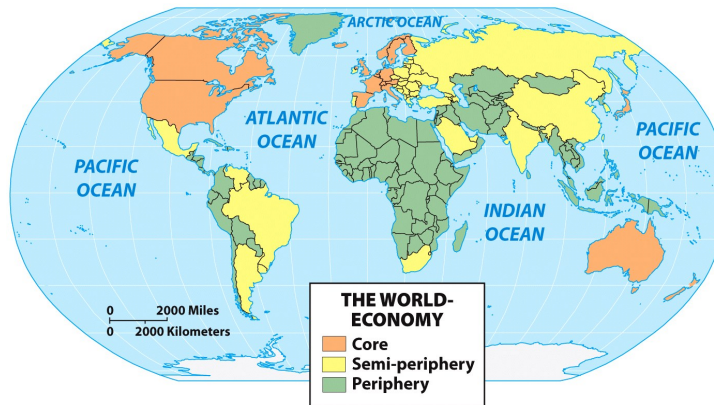 ARCTIC OCEAN
ATLANTIC
OCEAN
PACIFIC
OCEAN
PACIFIC
OCEAN
INDIAN
OCEAN
0 2000 Miles
0 2000 Kilometers
THE WORLD-
ECONOMY
Core
Semi-periphery
Periphery